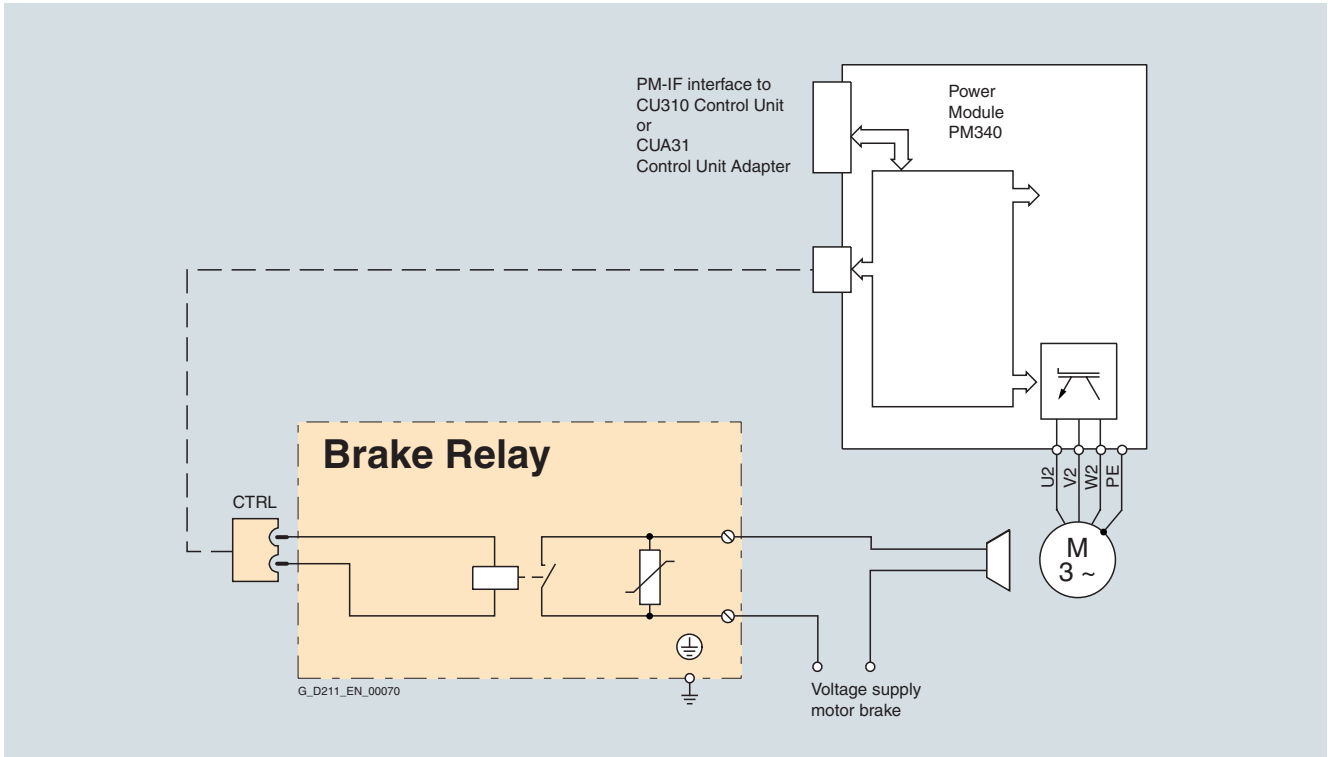 PM-IF interface to
CU310 Control Unit
or
CUA31
Control Unit Adapter
Power
Module
PM340
Brake Relay
CTRL
U2
V2
W2
PE
M
3 ~
G_D211_EN_00070
Voltage supply
motor brake